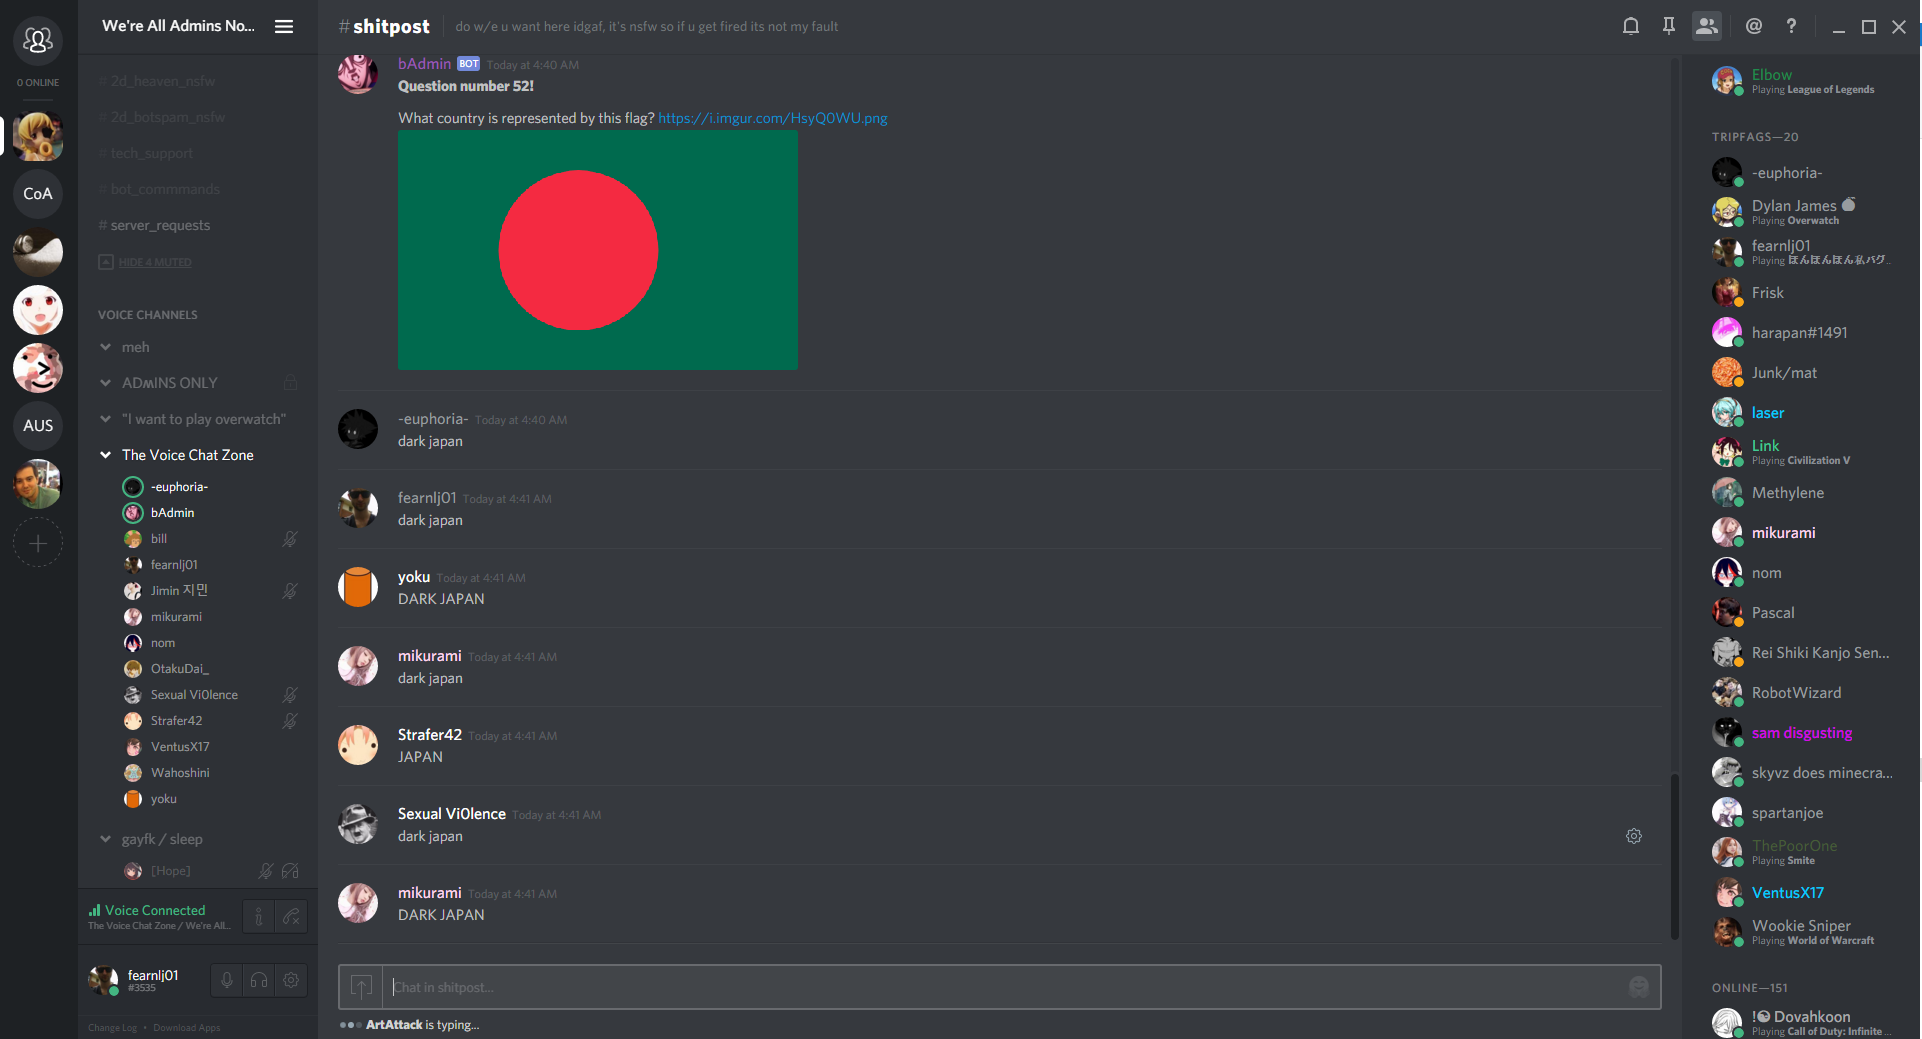 0 ONLINE
CoA
AUS
We're All Admins No...
# 2d_heaven_nsfw
# 2d_botspam_nsfw
# tech_support
# bot_commmands
# server_requests
HIDE 4 MUTED
VOICE CHANNELS
meh
ADMINS ONLY
"I want to play overwatch"
The Voice Chat Zone
-euphoria-
bAdmin
bill
fearnlj01
Jimin 지민
mikurami
nom
OtakuDai_
Sexual Vi0lence
Strafer42
VentusX17
Wahoshini
yoku
gayfk / sleep
[Hope]
Voice Connected
The Voice Chat Zone / We're All...
fearnlj01
#3535
Change Log • Download Apps
#shitpost do w/e u want here idgaf, it's nsfw so if u get fired its not my fault
bAdmin BOT Today at 4:40 AM
Question number 52!
What country is represented by this flag? https://i.imgur.com/HsyQ0WU.png
-euphoria- Today at 4:40 AM
dark japan
fearnlj01 Today at 4:41 AM
dark japan
yoku Today at 4:41 AM
DARK JAPAN
mikurami Today at 4:41 AM
dark japan
Strafer42 Today at 4:41 AM
JAPAN
Sexual Vi0lence Today at 4:41 AM
dark japan
mikurami Today at 4:41 AM
DARK JAPAN
Chat in shitpost...
ArtAttack is typing...
Elbow
Playing League of Legends
TRIPFAGS—20
-euphoria-
Dylan James
Playing Overwatch
fearnlj01
Playing ほんほんほん私バグ..
Frisk
harapan#1491
Junk/mat
laser
Link
Playing Civilization V
Methylene
mikurami
nom
Pascal
Rei Shiki Kanjo Sen...
RobotWizard
sam disgusting
skyvz does minecra...
spartanjoe
ThePoorOne
Playing Smite
VentusX17
Wookie Sniper
Playing World of Warcraft
ONLINE—151
!☯ Dovahkoon
Playing Call of Duty: Infinite ...